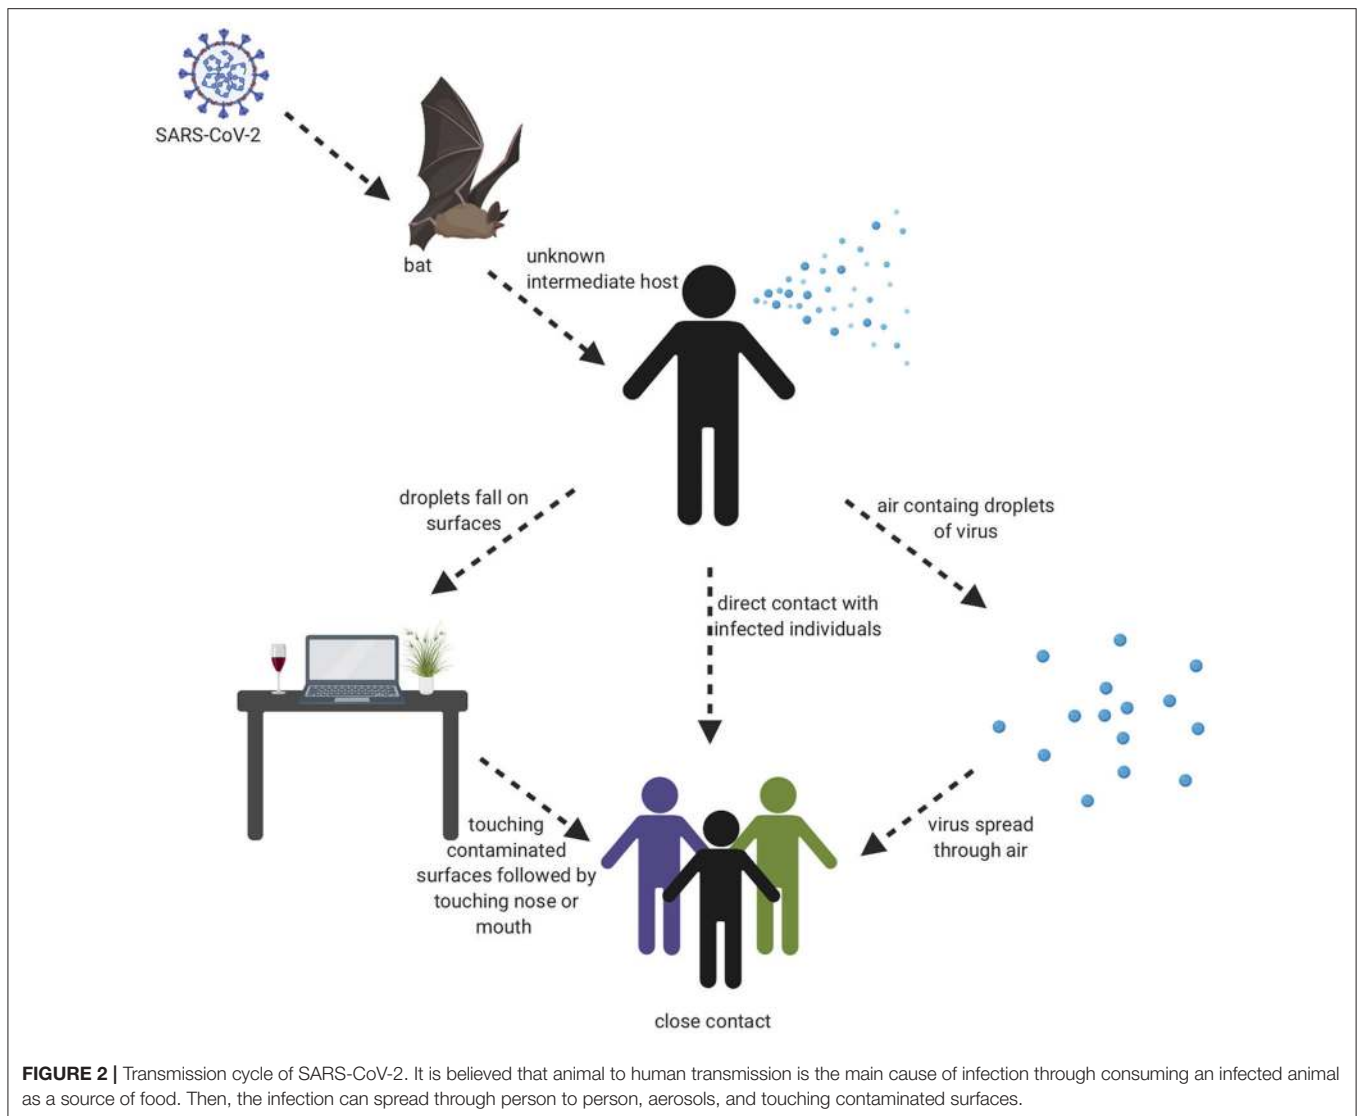 SARS-CoV-2
bat
unknown
intermediate host
droplets fall on
surfaces
air containg droplets
of virus
direct contact with
infected individuals
touching
contaminated
surfaces followed by
touching nose or
mouth
virus spread
through air
close contact
FIGURE 2 | Transmission cycle of SARS-CoV-2. It is believed that animal to human transmission is the main cause of infection through consuming an infected animal
as a source of food. Then, the infection can spread through person to person, aerosols, and touching contaminated surfaces.